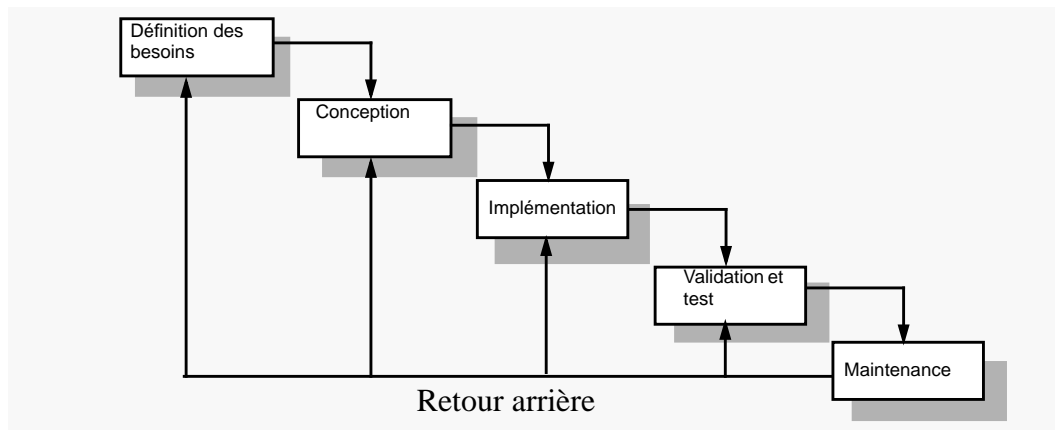 Définition des
besoins
Conception
Implémentation
Validation et
test
Maintenance
Retour arrière